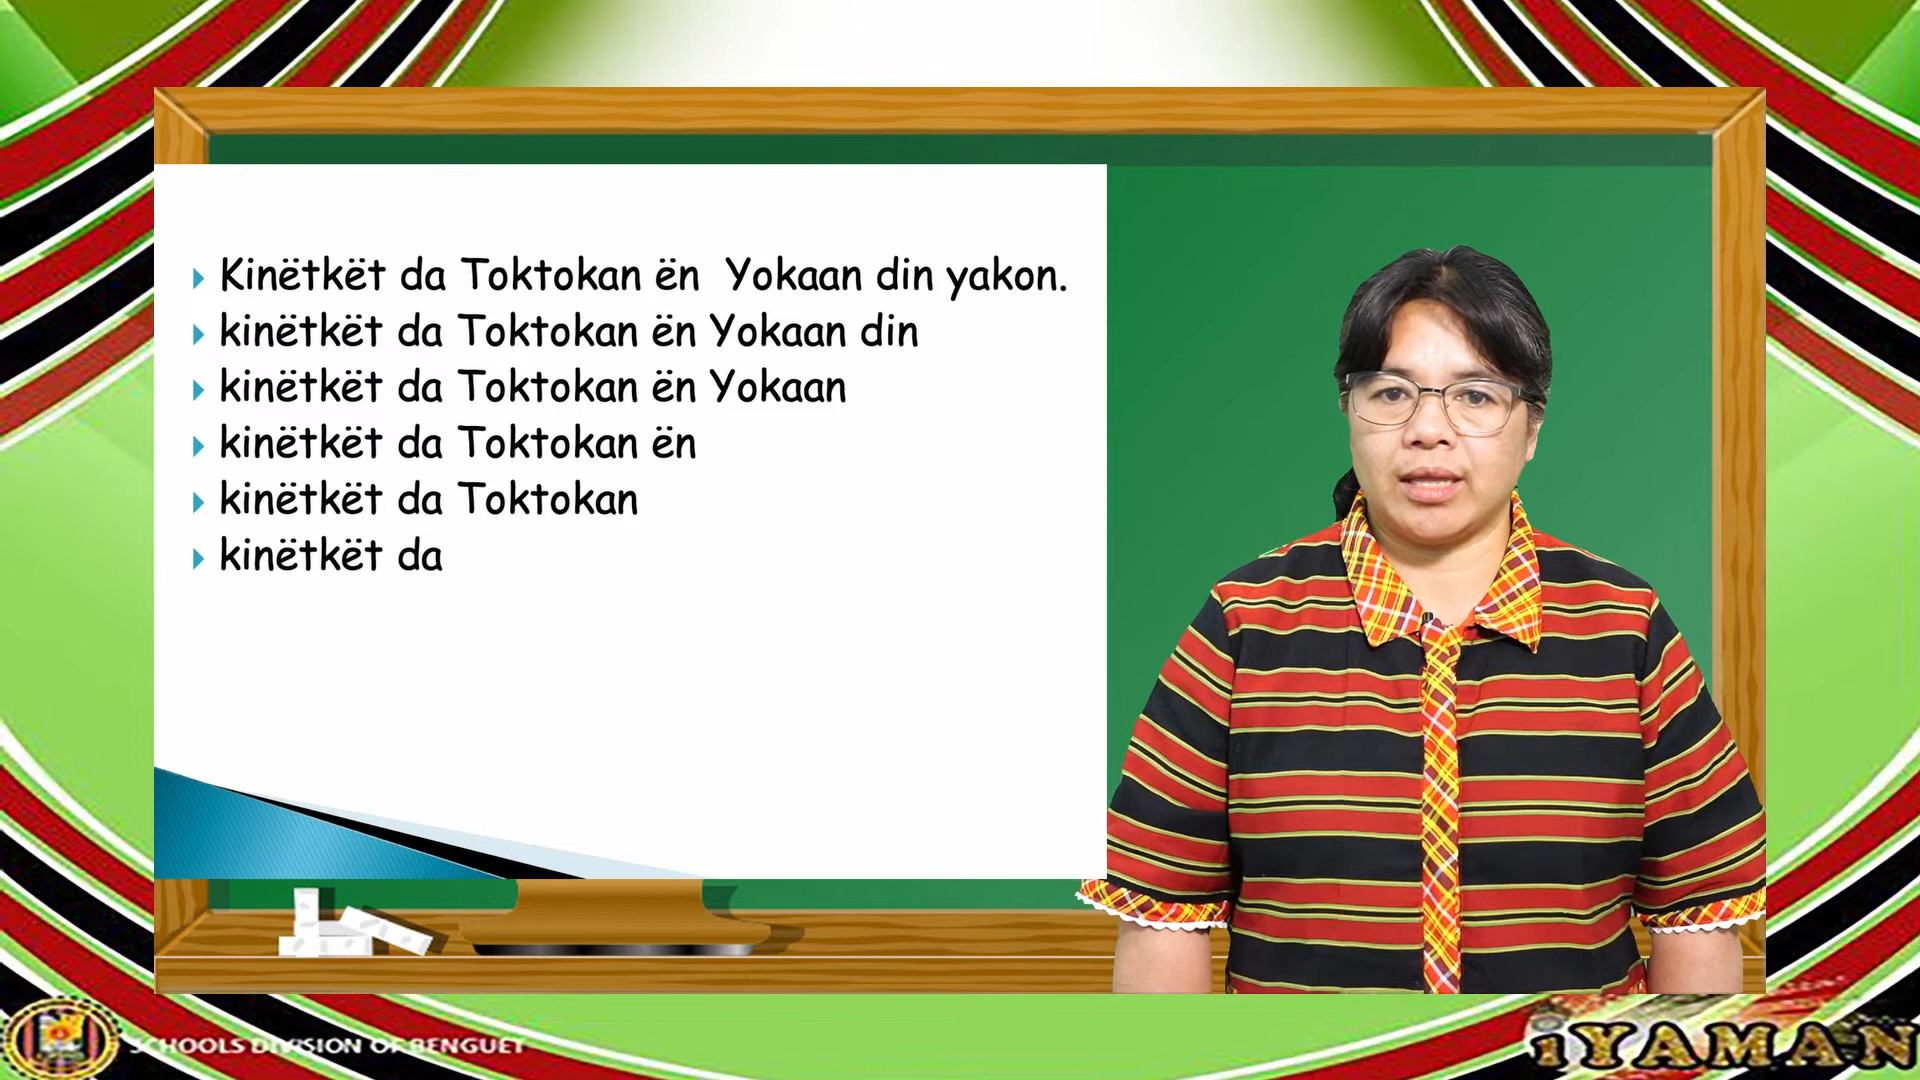 Kinëtkët da Toktokan ën Yokaan din yakon.
kinëtkët da Toktokan ën Yokaan din
kinëtkët da Toktokan ën Yokaan
kinëtkët da Toktokan ën
kinëtkët da Toktokan
kinëtkët da
SCHOOLS DIVISION OF BENGUET
iYAMAN